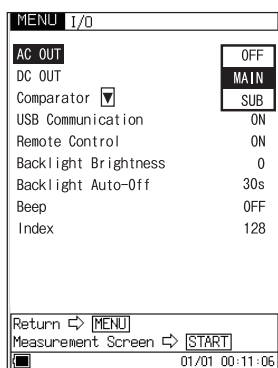 MENU I/O
AC OUT OFF
DC OUT MAIN
Comparator ▼ SUB
USB Communication ON
Remote Control ON
Backlight Brightness 0
Backlight Auto-Off 30s
Beep OFF
Index 128
Return ⇨ MENU
Measurement Screen ⇨ START
01/01 00:11:06